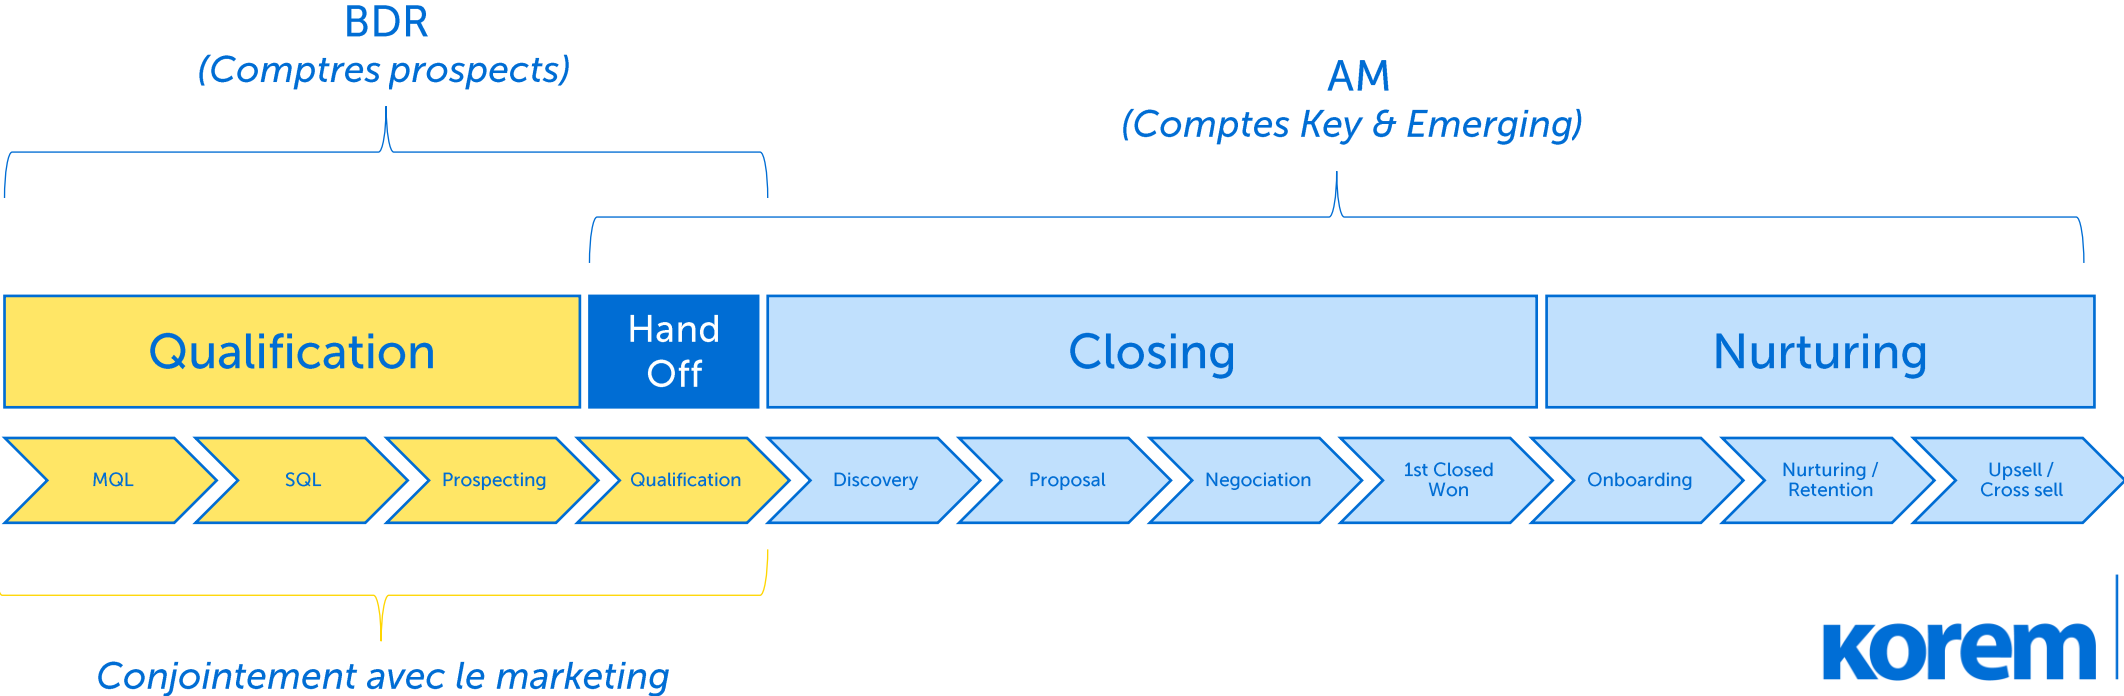 BDR
(Comptres prospects)
AM
(Comptes Key & Emerging)
Qualification
Hand
Off
Closing
Nurturing
MQL
SQL
Prospecting
Qualification
Discovery
Proposal
Negociation
1st Closed
Won
Onboarding
Nurturing /
Retention
Upsell /
Cross sell
Conjointement avec le marketing
korem